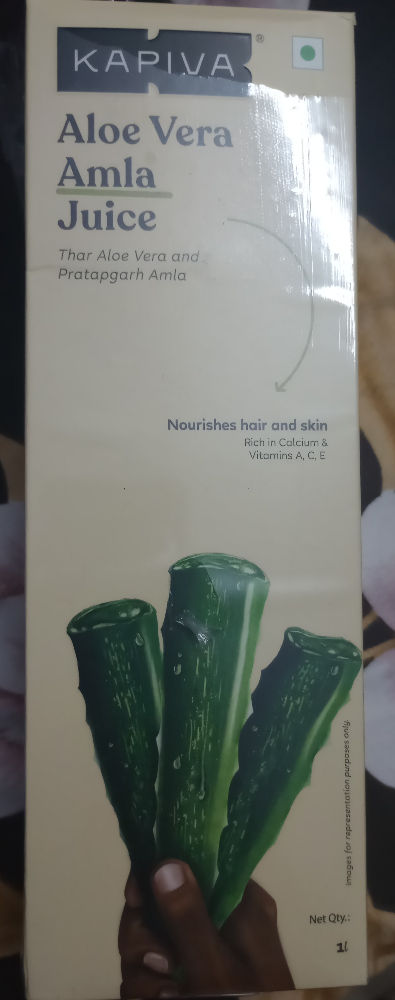 KAPIVA®
Aloe Vera
Amla
Juice
Thar Aloe Vera and
Pratapgarh Amla
Nourishes hair and skin
Rich in Calcium &
Vitamins A, C, E
images for representation purposes only.
Net Qty.:
1l